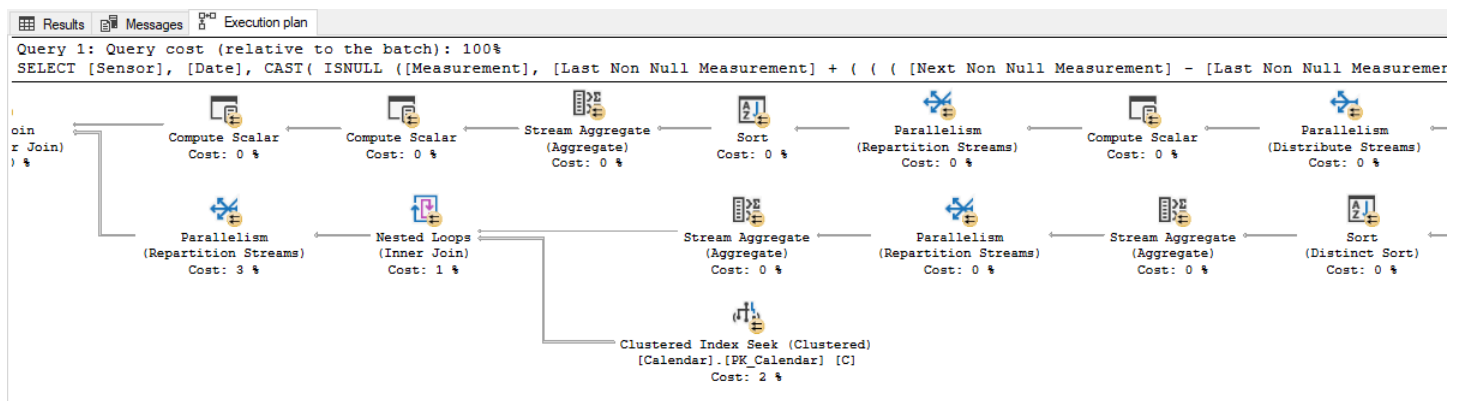 Results Messages Execution plan
Query 1: Query cost (relative to the batch): 100%
SELECT [Sensor], [Date], CAST( ISNULL ([Measurement], [Last Non Null Measurement] + ( ( ( [Next Non Null Measurement] - [Last Non Null Measuremen
oin
r Join)
) %
Compute Scalar
Cost: 0 %
Compute Scalar
Cost: 0 %
Stream Aggregate
(Aggregate)
Cost: 0 %
Sort
Cost: 0 %
Parallelism
(Repartition Streams)
Cost: 0 %
Compute Scalar
Cost: 0 %
Parallelism
(Distribute Streams)
Cost: 0 %
Parallelism
(Repartition Streams)
Cost: 3 %
Nested Loops
(Inner Join)
Cost: 1 %
Stream Aggregate
(Aggregate)
Cost: 0 %
Parallelism
(Repartition Streams)
Cost: 0 %
Stream Aggregate
(Aggregate)
Cost: 0 %
Sort
(Distinct Sort)
Cost: 0 %
Clustered Index Seek (Clustered)
[Calendar].[PK_Calendar] [C]
Cost: 2 %